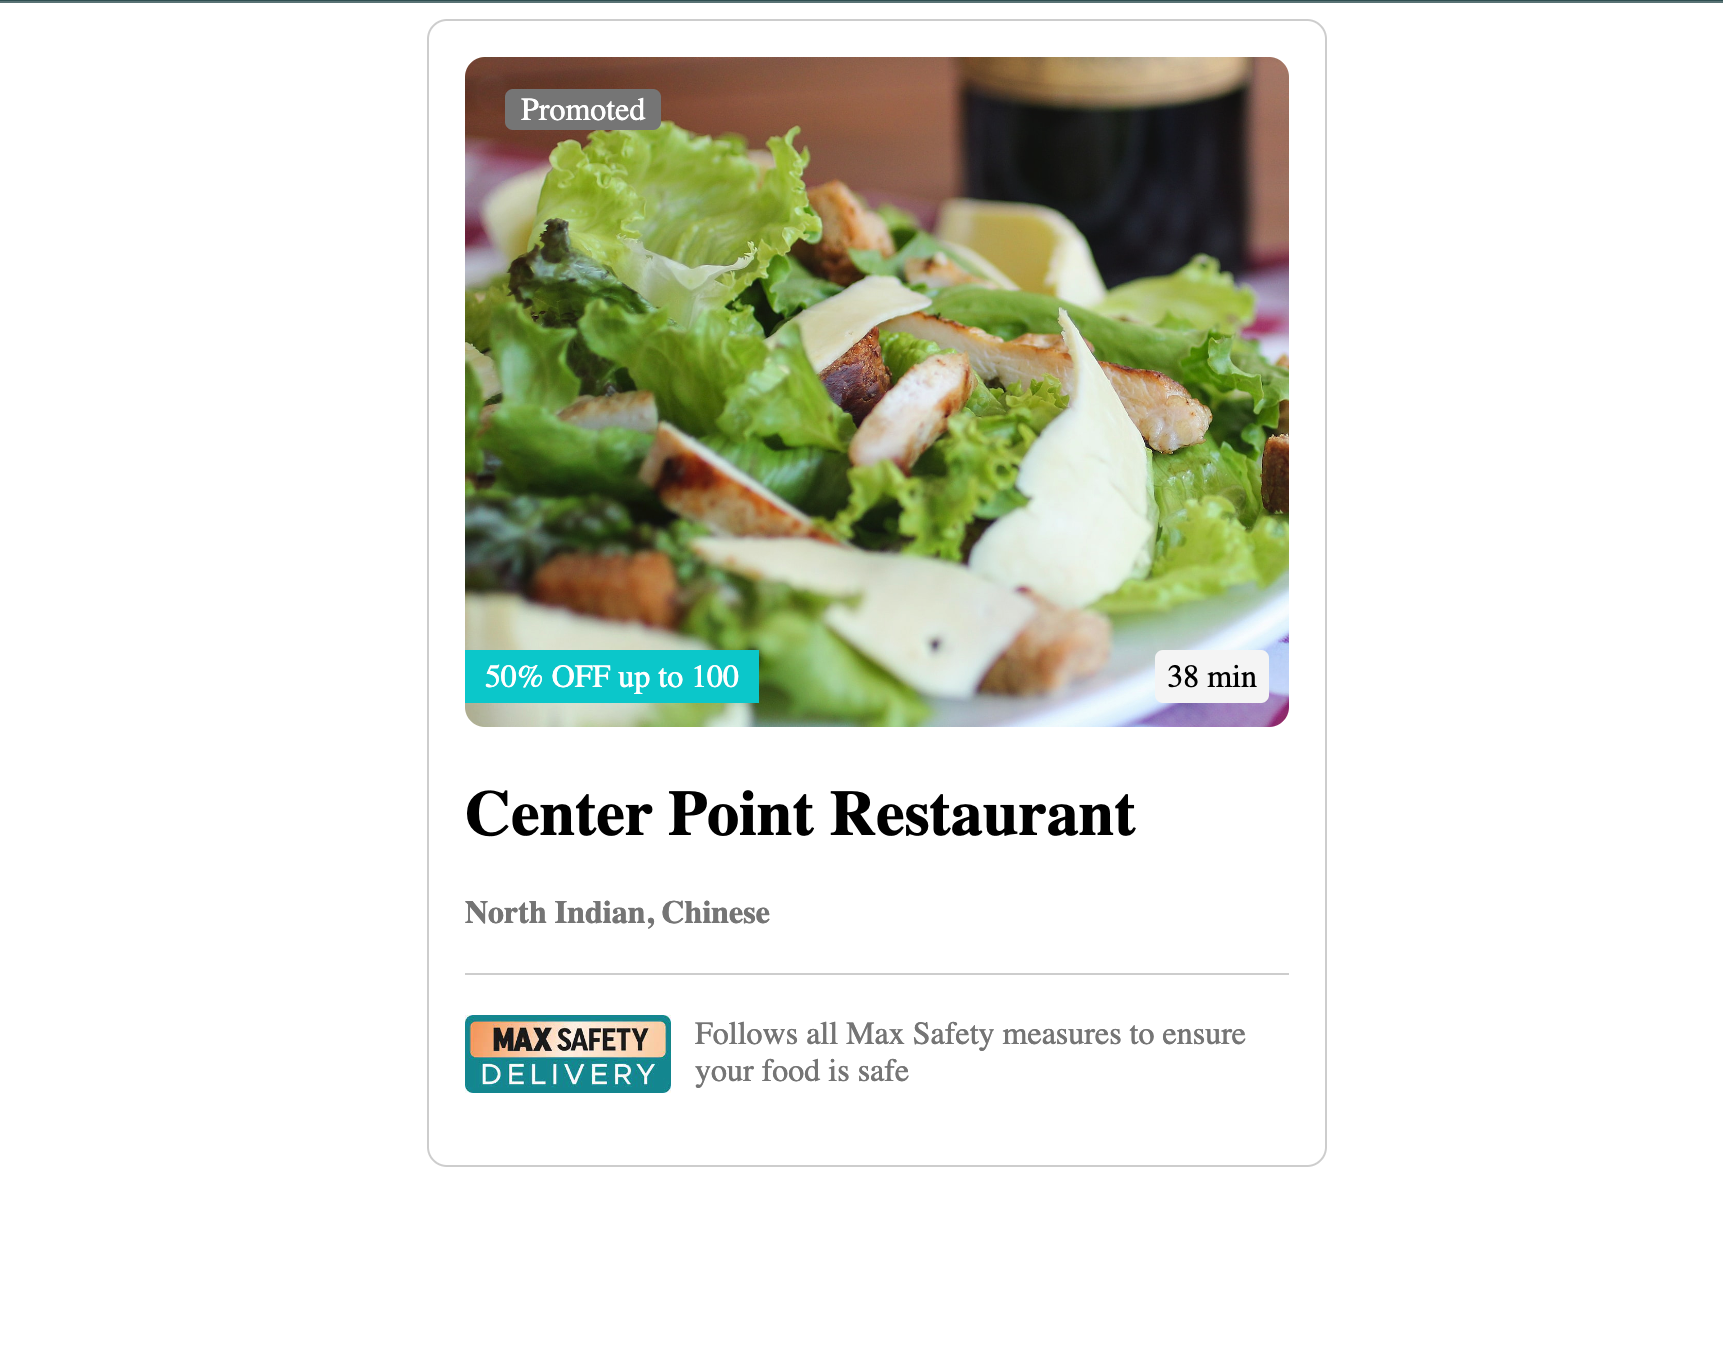 Promoted
50% OFF up to 100
38 min
Center Point Restaurant
North Indian, Chinese
MAX SAFETY
DELIVERY
Follows all Max Safety measures to ensure
your food is safe